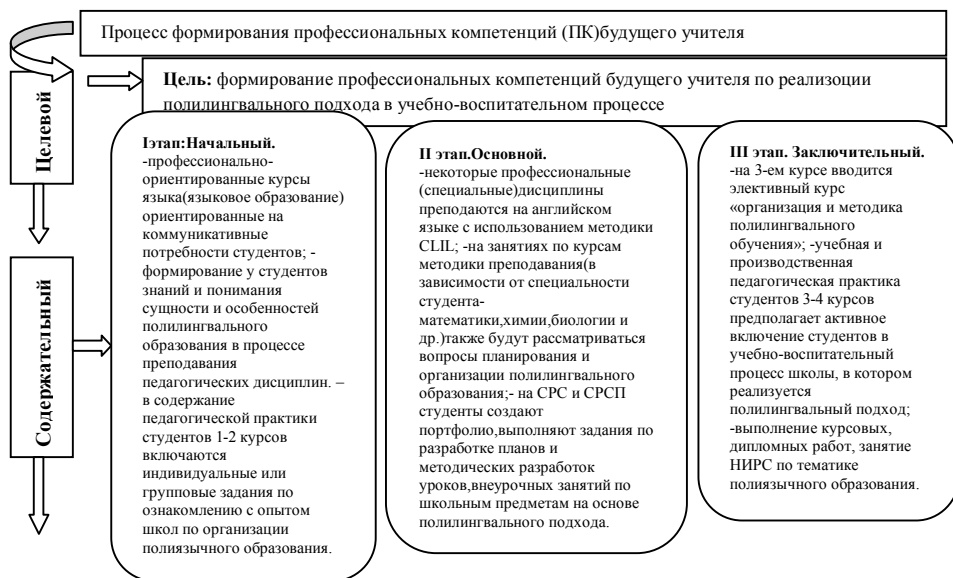 Процесс формирования профессиональных компетенций (ПК)будущего учителя
Целевой
Цель: формирование профессиональных компетенций будущего учителя по реализоции
полилингвального подхода в учебно-воспитательном процессе
Содержательный
Iэтап:Начальный.
-профессионально-
ориентированные курсы
языка(языковое образование)
ориентированные на
коммуникативные
потребности студентов; -
формирование у студентов
знаний и понимания
сущности и особенностей
полилингвального
образования в процессе
преподавания
педагогических дисциплин. –
в содержание
педагогической практики
студентов 1-2 курсов
включаются
индивидуальные или
групповые задания по
ознакомлению с опытом
школ по организации
полиязычного образования.
II этап.Основной.
-некоторые профессиональные
(специальные)дисциплины
преподаются на английском
языке с использованием методики
CLIL; -на занятиях по курсам
методики преподавания(в
зависимости от специальности
студента-
математики,химии,биологии и
др.)также будут рассматриваться
вопросы планирования и
организации полилингвального
образования;- на СРС и СРСП
студенты создают
портфолио,выполняют задания по
разработке планов и
методических разработок
уроков,внеурочных занятий по
школьным предметам на основе
полилингвального подхода.
III этап. Заключительный.
-на 3-ем курсе вводится
элективный курс
«организация и методика
полилингвального
обучения»; -учебная и
производственная
педагогическая практика
студентов 3-4 курсов
предполагает активное
включение студентов в
учебно-воспитательный
процесс школы, в котором
реализуется
полилингвальный подход;
-выполнение курсовых,
дипломных работ, занятие
НИРС по тематике
полиязычного образования.